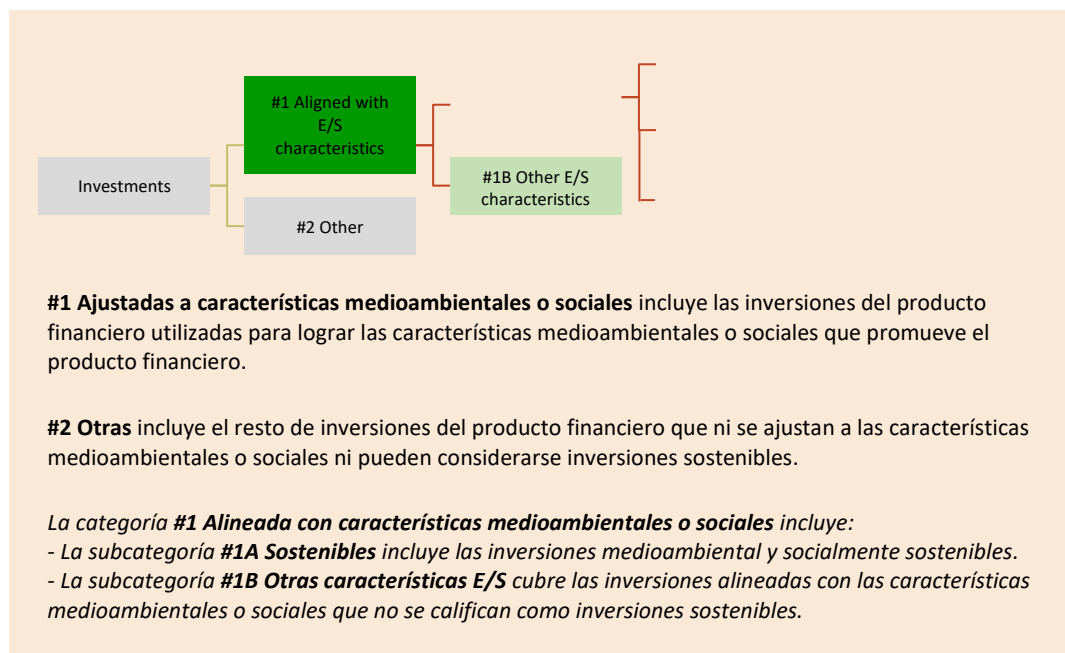 #1 Aligned with
E/S
characteristics
Investments
#1B Other E/S
characteristics
#2 Other
#1 Ajustadas a características medioambientales o sociales incluye las inversiones del producto
financiero utilizadas para lograr las características medioambientales o sociales que promueve el
producto financiero.
#2 Otras incluye el resto de inversiones del producto financiero que ni se ajustan a las características
medioambientales o sociales ni pueden considerarse inversiones sostenibles.
La categoría #1 Alineada con características medioambientales o sociales incluye:
- La subcategoría #1A Sostenibles incluye las inversiones medioambiental y socialmente sostenibles.
- La subcategoría #1B Otras características E/S cubre las inversiones alineadas con las características
medioambientales o sociales que no se califican como inversiones sostenibles.